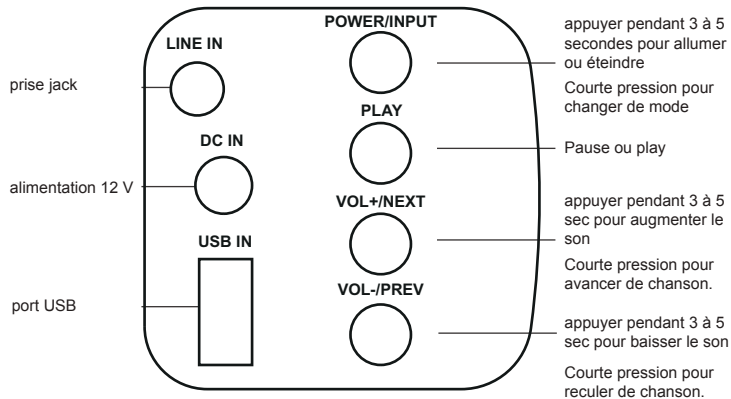 LINE IN
prise jack
DC IN
alimentation 12 V
USB IN
port USB
POWER/INPUT
appuyer pendant 3 à 5
secondes pour allumer
ou éteindre
Courte pression pour
changer de mode
PLAY
Pause ou play
VOL+/NEXT
appuyer pendant 3 à 5
sec pour augmenter le
son
Courte pression pour
avancer de chanson.
VOL-/PREV
appuyer pendant 3 à 5
sec pour baisser le son
Courte pression pour
reculer de chanson.